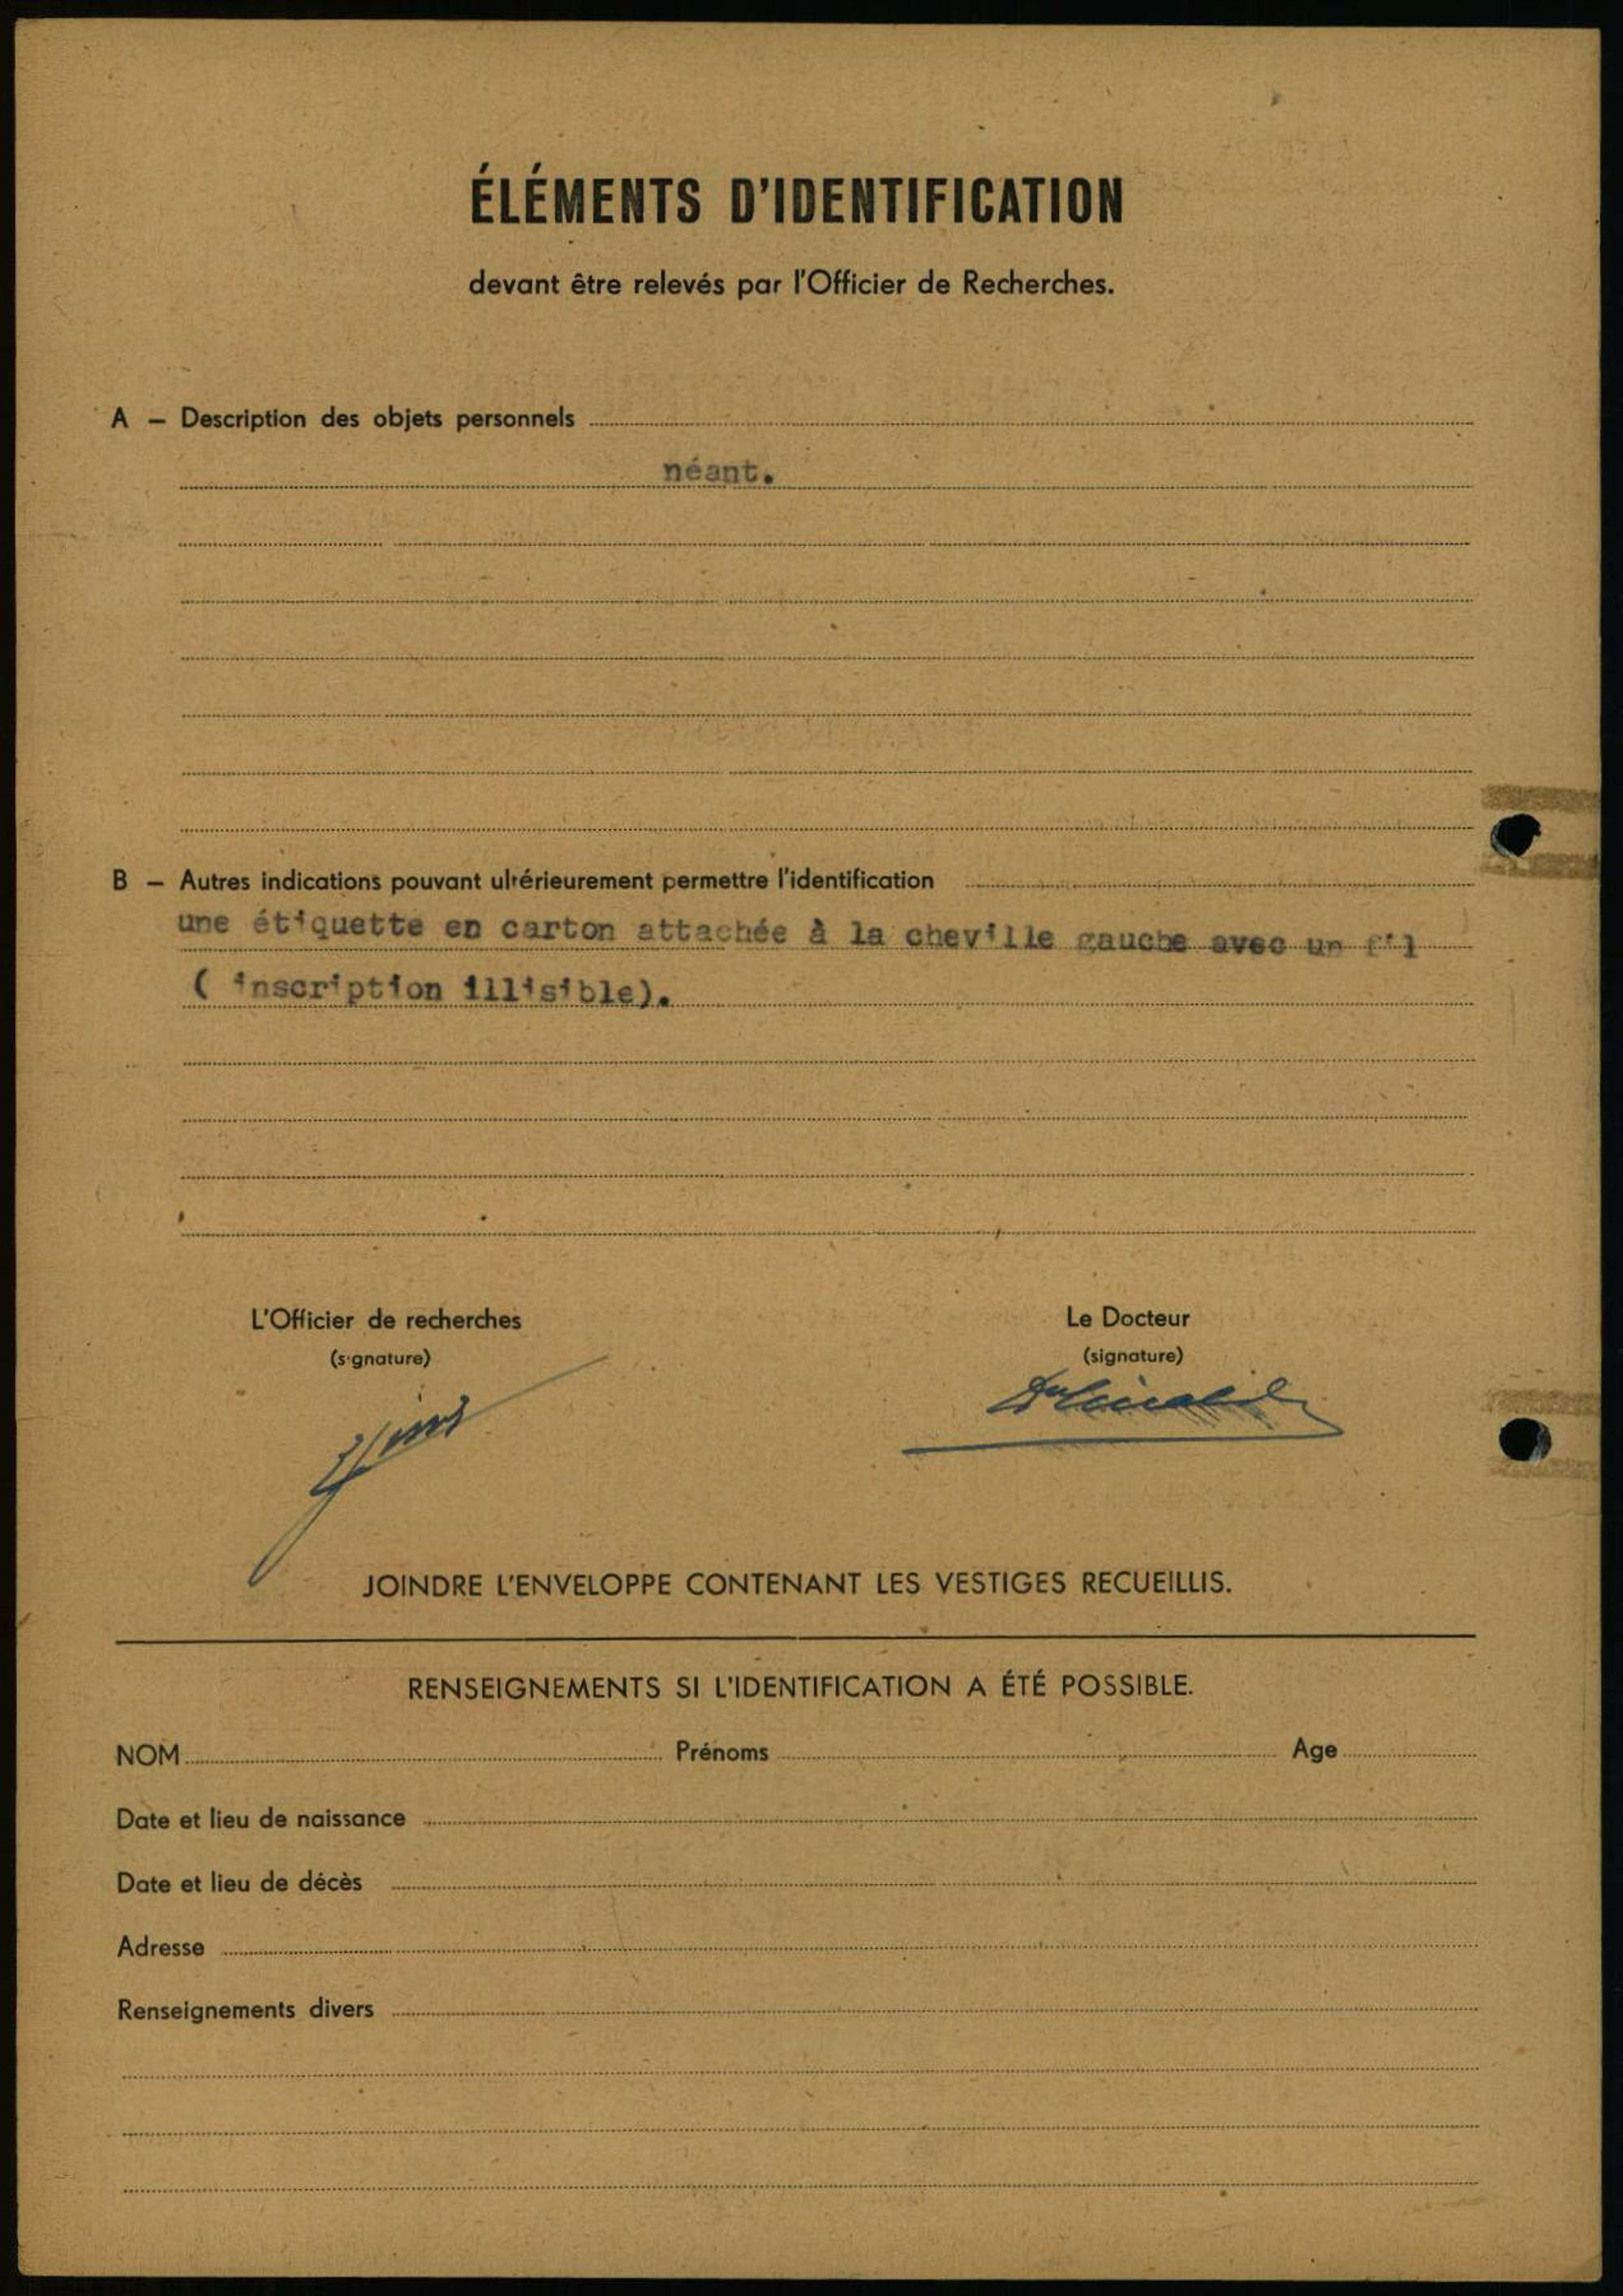 ÉLÉMENTS D'IDENTIFICATION
devant être relevés par l'Officier de Recherches.
A — Description des objets personnels
néant.
B — Autres indications pouvant ultérieurement permettre l'identification
une étiquette en carton attachée à la cheville gauche avec un fil
( inscription illisible).
L'Officier de recherches
Le Docteur
(signature)
(signature)
JOINDRE L'ENVELOPPE CONTENANT LES VESTIGES RECUEILLIS.
RENSEIGNEMENTS SI L'IDENTIFICATION A ÉTÉ POSSIBLE.
NOM Prénoms Age
Date et lieu de naissance
Date et lieu de décès
Adresse
Renseignements divers